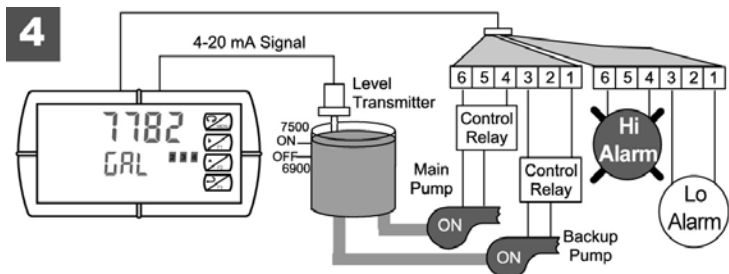 4
4-20 mA Signal
7782
GAL
Level
Transmitter
7500
ON
OFF
6900
6 5 4 3 2 1
6 5 4 3 2 1
Control
Relay
Control
Relay
Main
Pump
ON
ON
Backup
Pump
Hi
Alarm
Lo
Alarm